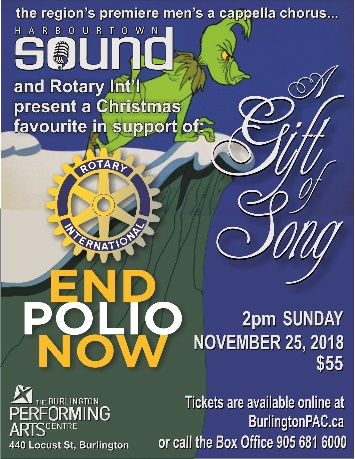 the region's premiere men's a cappella chorus...
HARBOURTOWN
sound
and Rotary Int'l
present a Christmas
favourite in support of:
A
Gift
of
Song
ROTARY
INTERNATIONAL
END
POLIO
NOW
2pm SUNDAY
NOVEMBER 25, 2018
$55
THE BURLINGTON
PERFORMING
ARTS CENTRE
440 Locust St, Burlington
Tickets are available online at
BurlingtonPAC.ca
or call the Box Office 905 681 6000